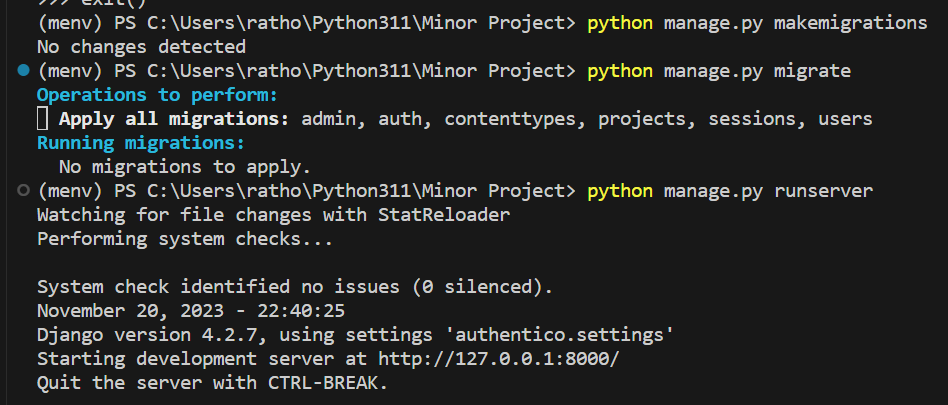 >>> exit()
(menv) PS C:\Users\ratho\Python311\Minor Project> python manage.py makemigrations
No changes detected
(menv) PS C:\Users\ratho\Python311\Minor Project> python manage.py migrate
Operations to perform:
Apply all migrations: admin, auth, contenttypes, projects, sessions, users
Running migrations:
No migrations to apply.
(menv) PS C:\Users\ratho\Python311\Minor Project> python manage.py runserver
Watching for file changes with StatReloader
Performing system checks...
System check identified no issues (0 silenced).
November 20, 2023 - 22:40:25
Django version 4.2.7, using settings 'authentico.settings'
Starting development server at http://127.0.0.1:8000/
Quit the server with CTRL-BREAK.